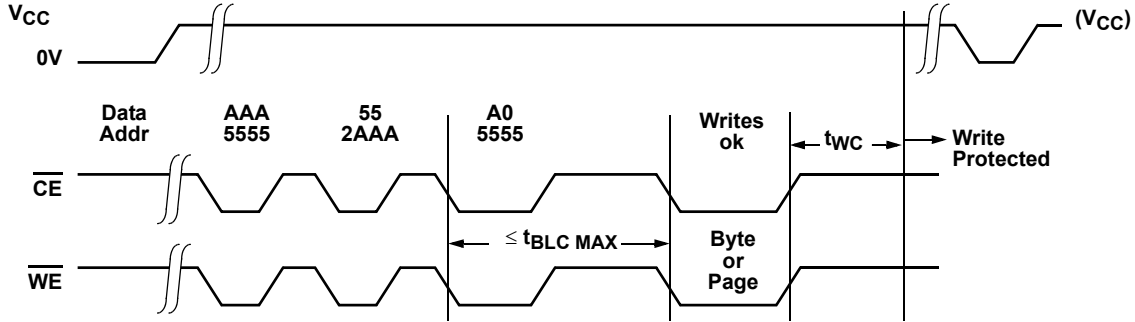 VCC
(VCC)
0V
Data AAA 55 A0 Writes
Addr 5555 2AAA 5555 ok
tWC
Write
Protected
CE
≤ tBLC MAX
Byte
or
Page
WE